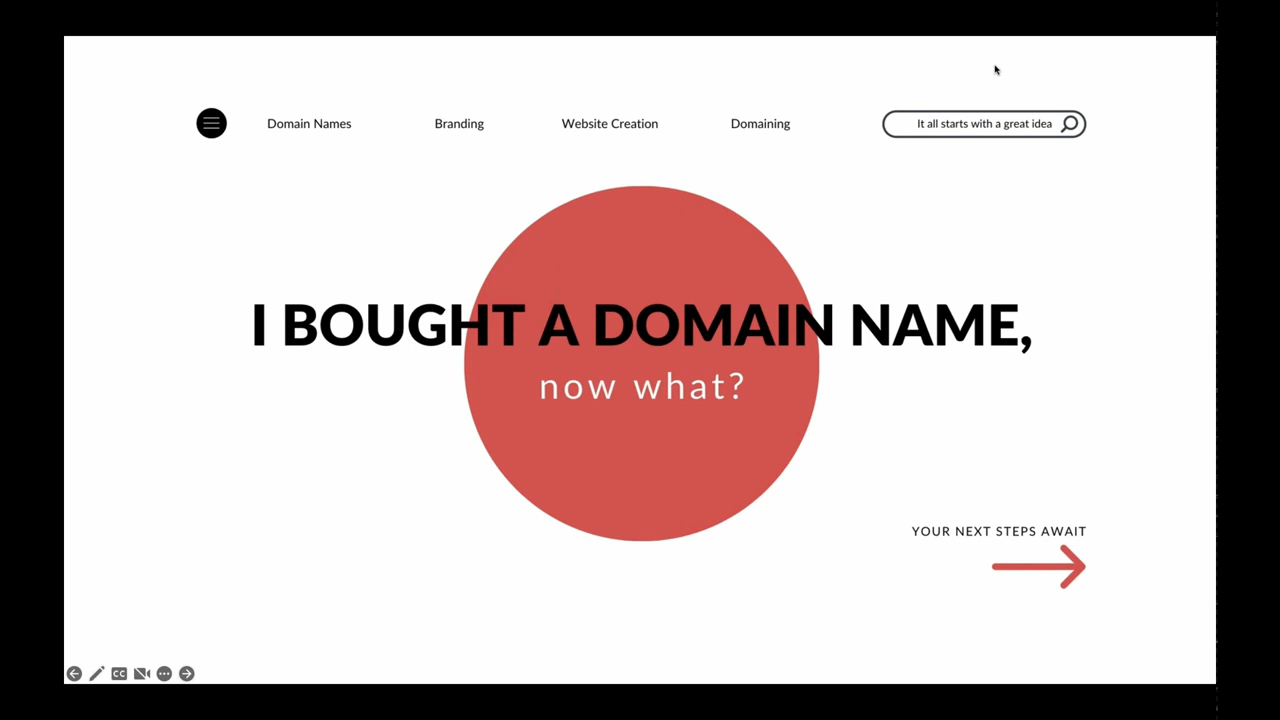 Domain Names
Branding
Website Creation
Domaining
It all starts with a great idea
I BOUGHT A DOMAIN NAME,
now what?
YOUR NEXT STEPS AWAIT
CC